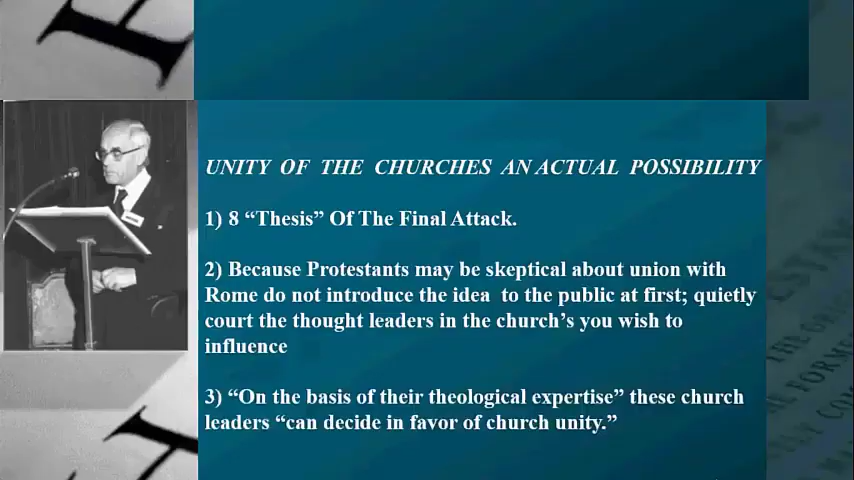 UNITY OF THE CHURCHES AN ACTUAL POSSIBILITY
1) 8 “Thesis” Of The Final Attack.
2) Because Protestants may be skeptical about union with
Rome do not introduce the idea to the public at first; quietly
court the thought leaders in the church’s you wish to
influence
3) “On the basis of their theological expertise” these church
leaders “can decide in favor of church unity.”